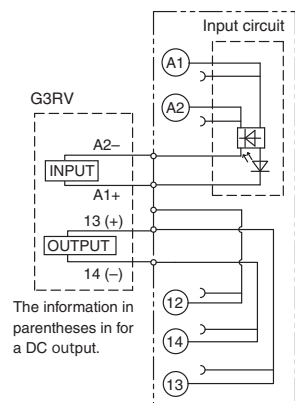 Input circuit
A1
A2
G3RV
A2–
INPUT
A1+
13 (+)
OUTPUT
14 (–)
The information in
parentheses in for
a DC output.
12
14
13